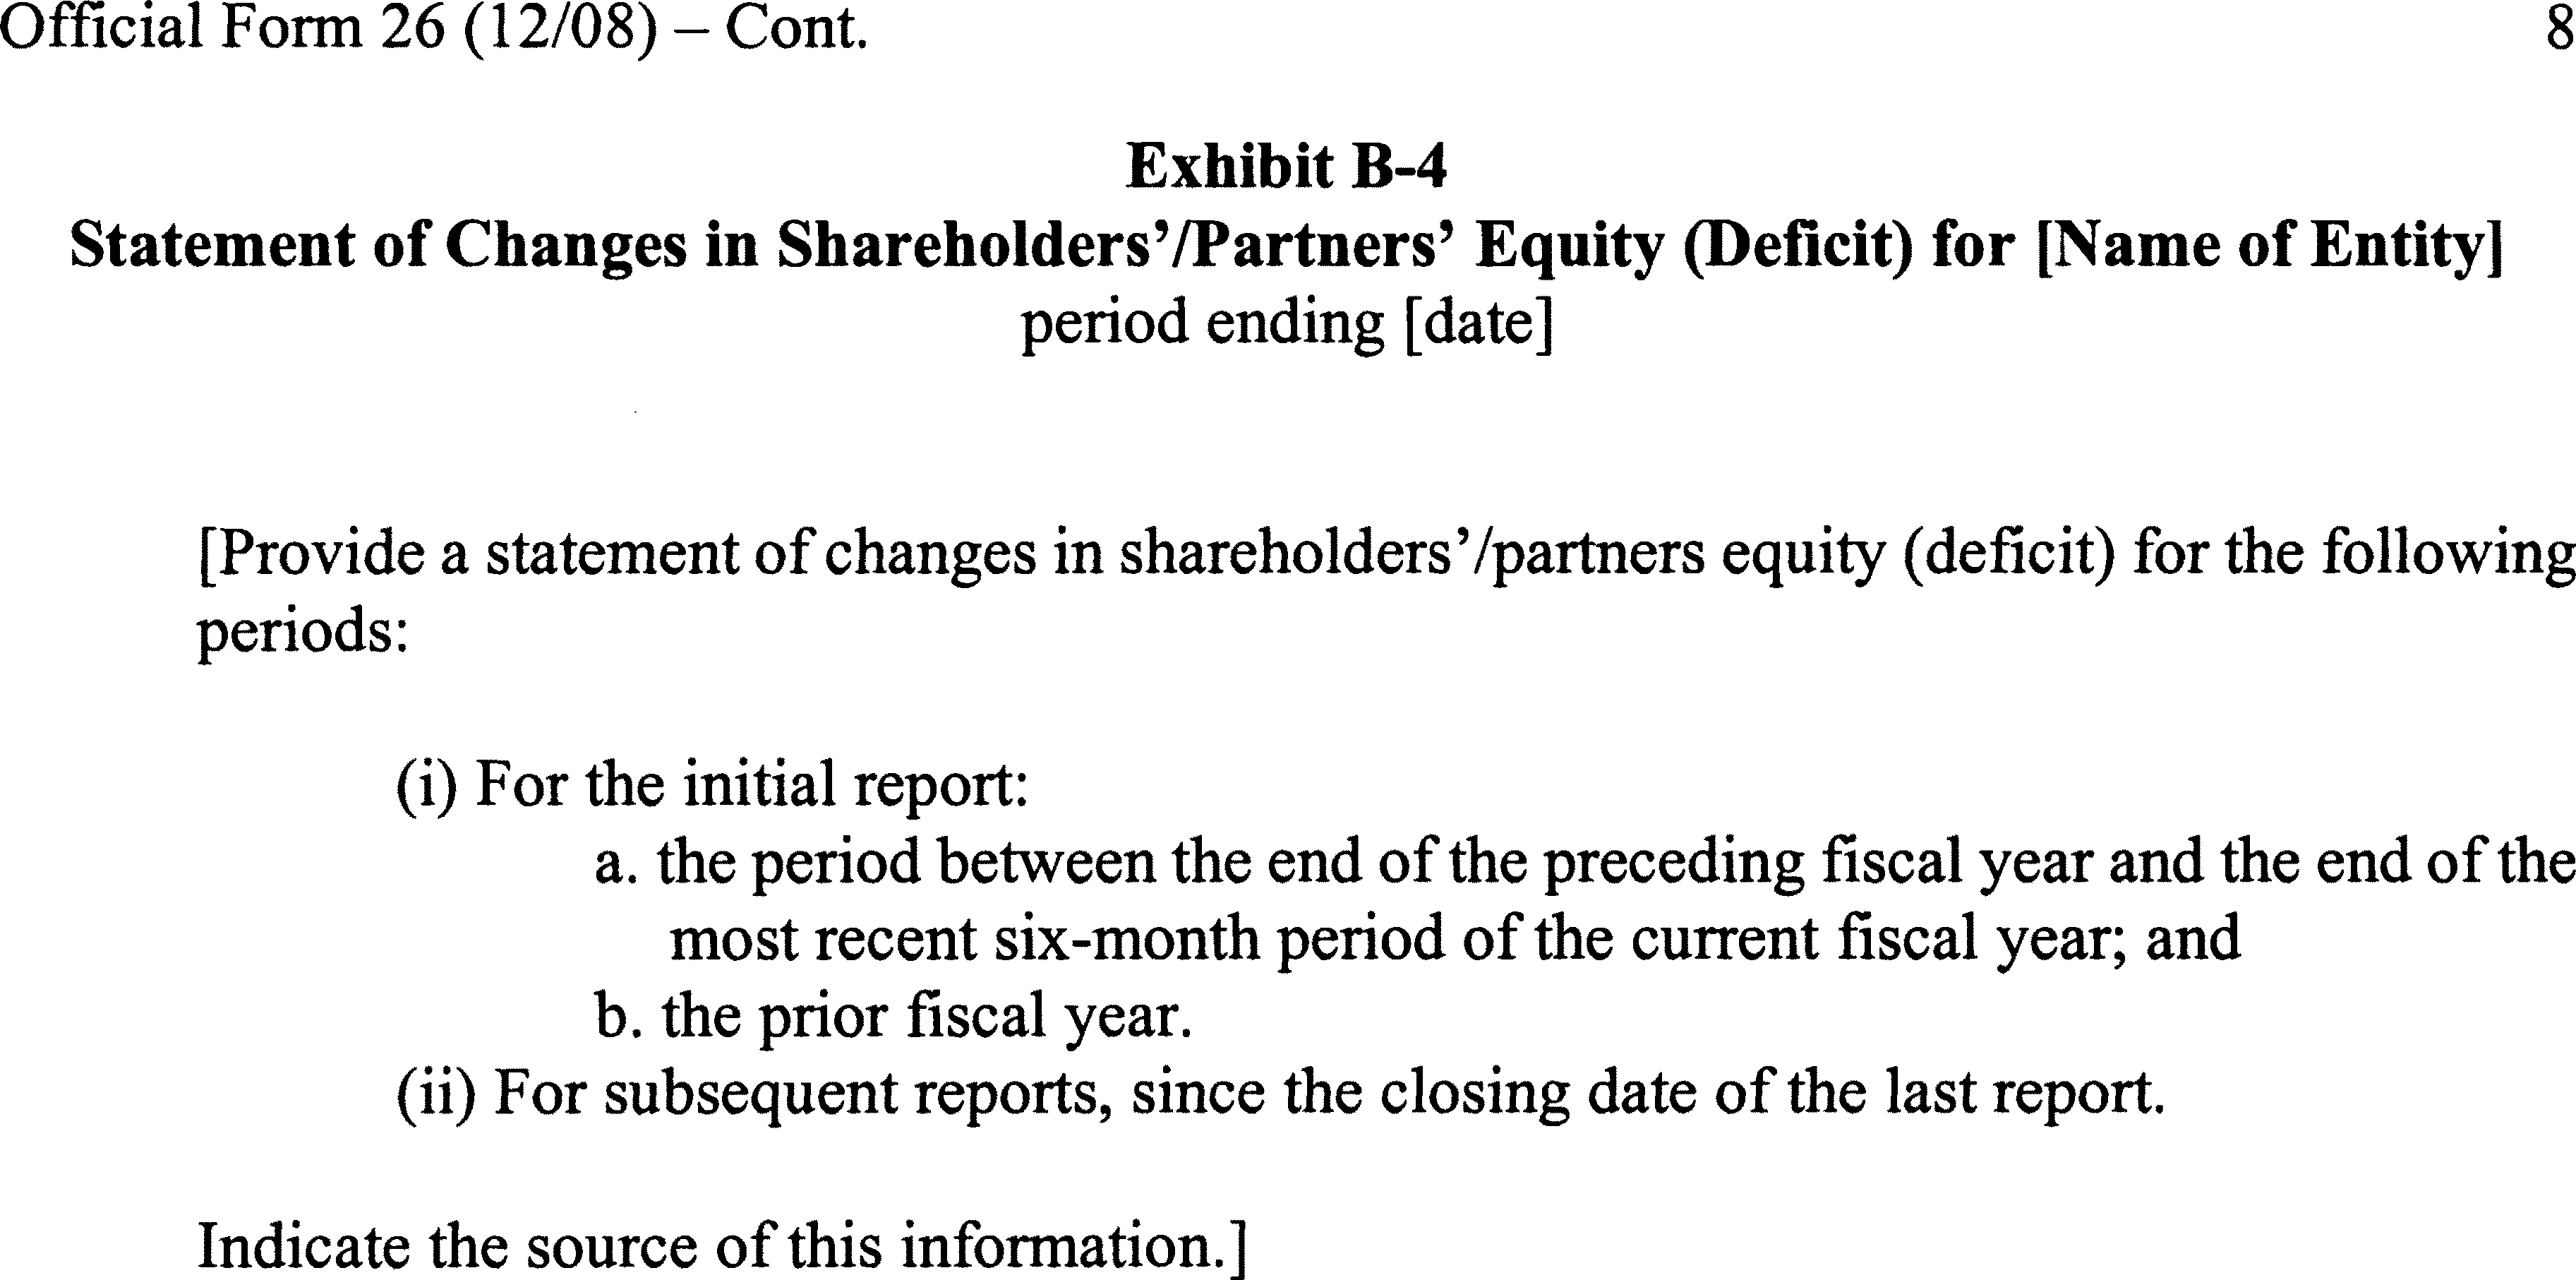 Official Form 26 (12/08) – Cont. 8
Exhibit B-4
Statement of Changes in Shareholders’/Partners’ Equity (Deficit) for [Name of Entity]
period ending [date]
[Provide a statement of changes in shareholders’/partners equity (deficit) for the following
periods:
(i) For the initial report:
a. the period between the end of the preceding fiscal year and the end of the
most recent six-month period of the current fiscal year; and
b. the prior fiscal year.
(ii) For subsequent reports, since the closing date of the last report.
Indicate the source of this information.]